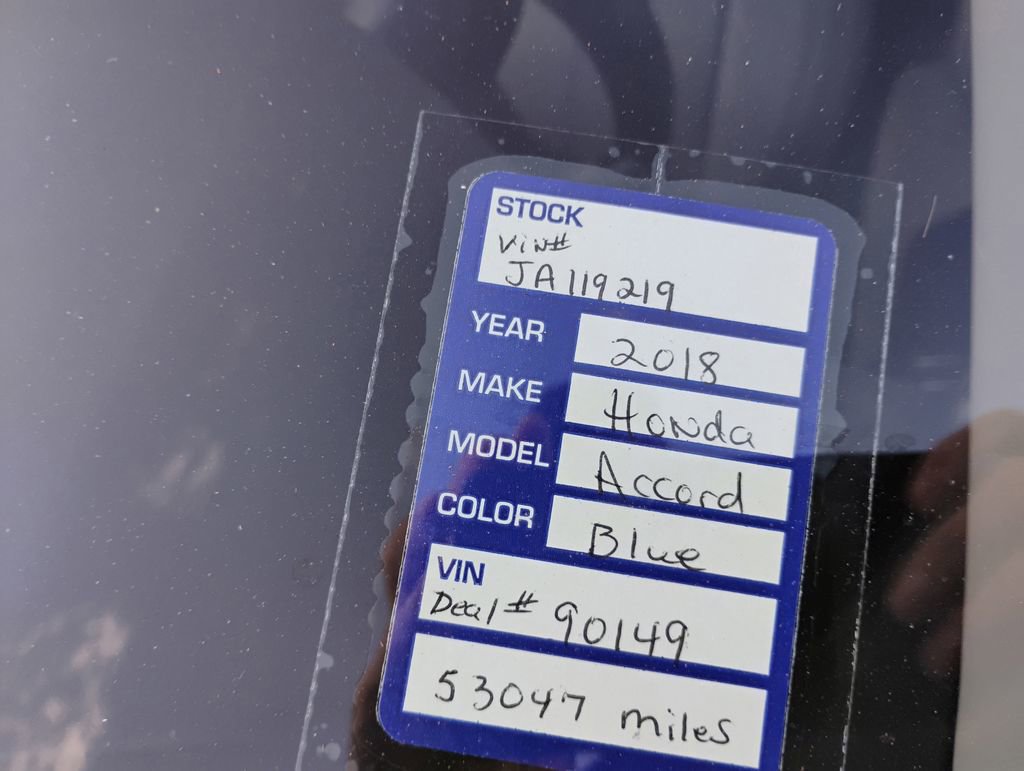 STOCK
Vin#
JA119219
YEAR 2018
MAKE Honda
MODEL Accord
COLOR Blue
VIN
Deal # 90149
53047 miles